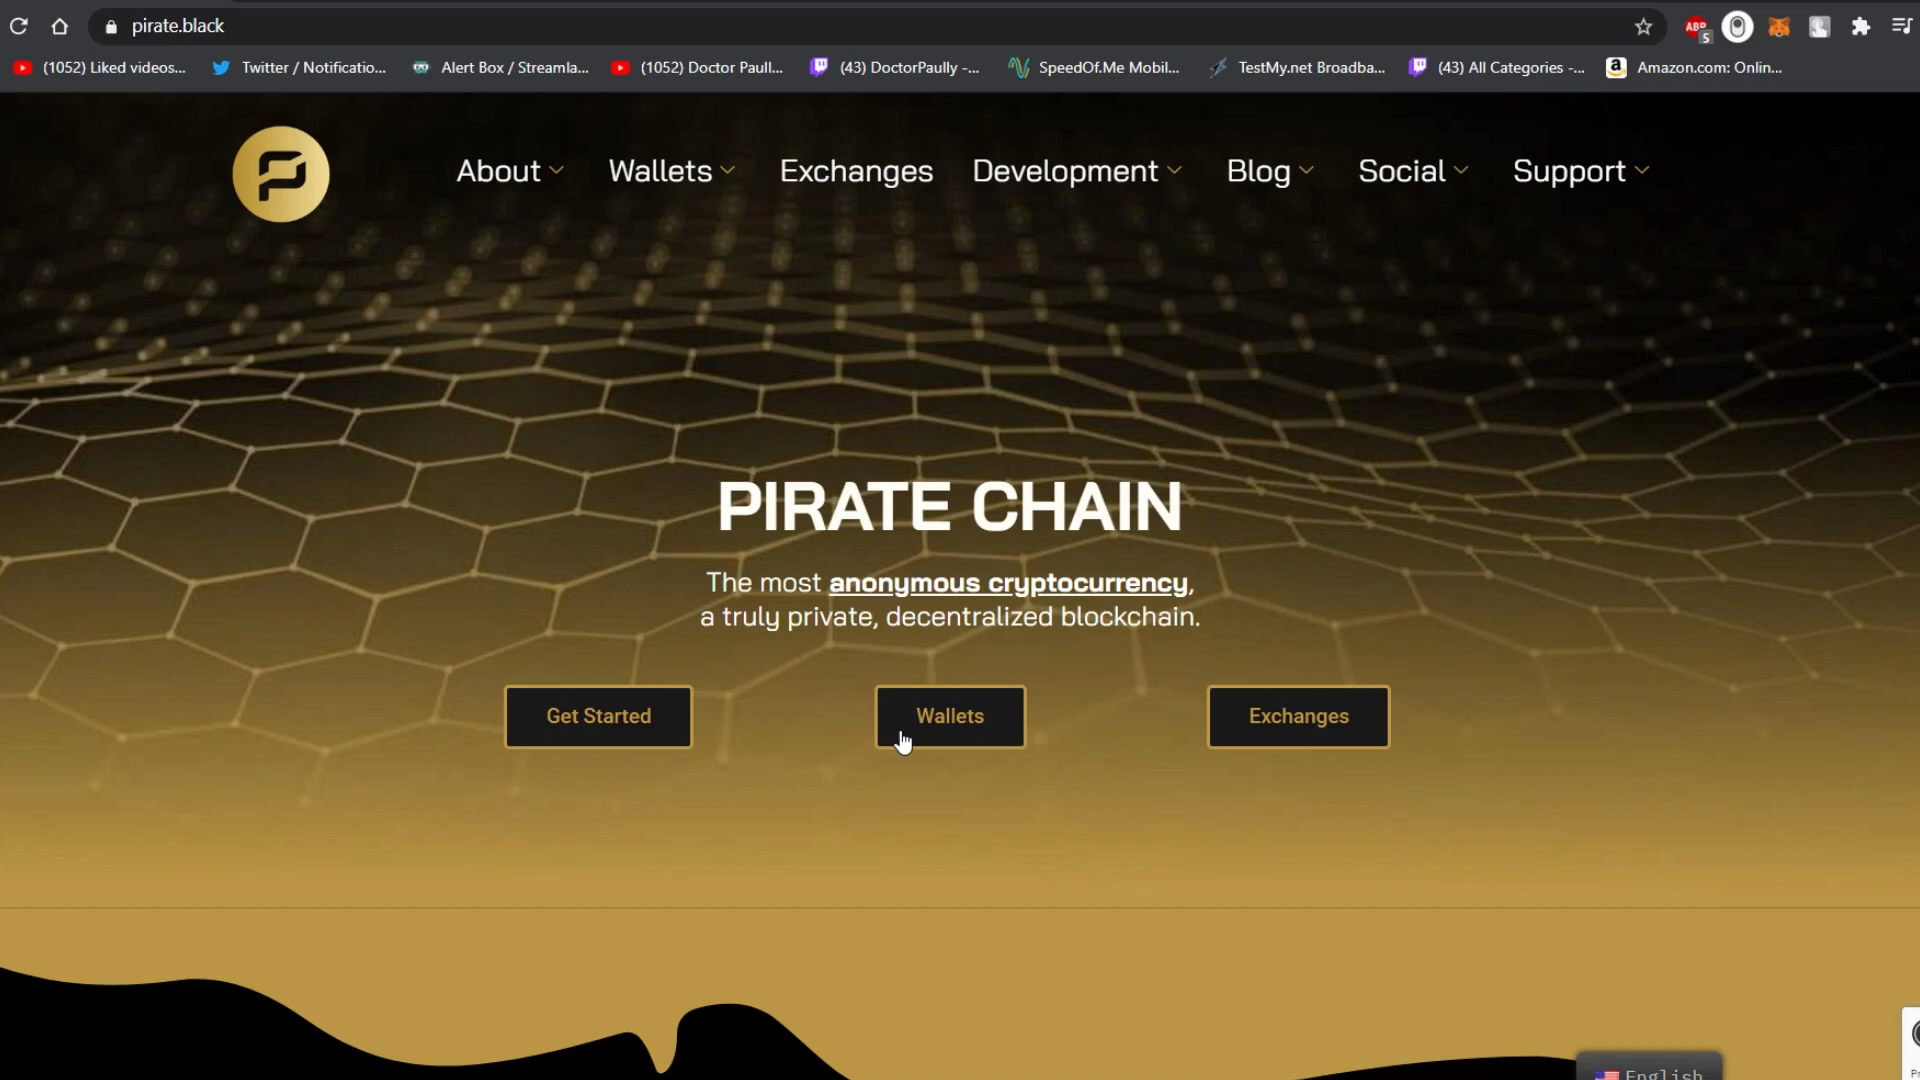 pirate.black
ABP
5
(1052) Liked videos...
Twitter / Notificatio...
Alert Box / Streamla...
(1052) Doctor Paull...
(43) DoctorPaully -...
SpeedOf.Me Mobil...
TestMy.net Broadba...
(43) All Categories -...
Amazon.com: Onlin...
About
Wallets
Exchanges
Development
Blog
Social
Support
PIRATE CHAIN
The most anonymous cryptocurrency,
a truly private, decentralized blockchain.
Get Started
Wallets
Exchanges
English